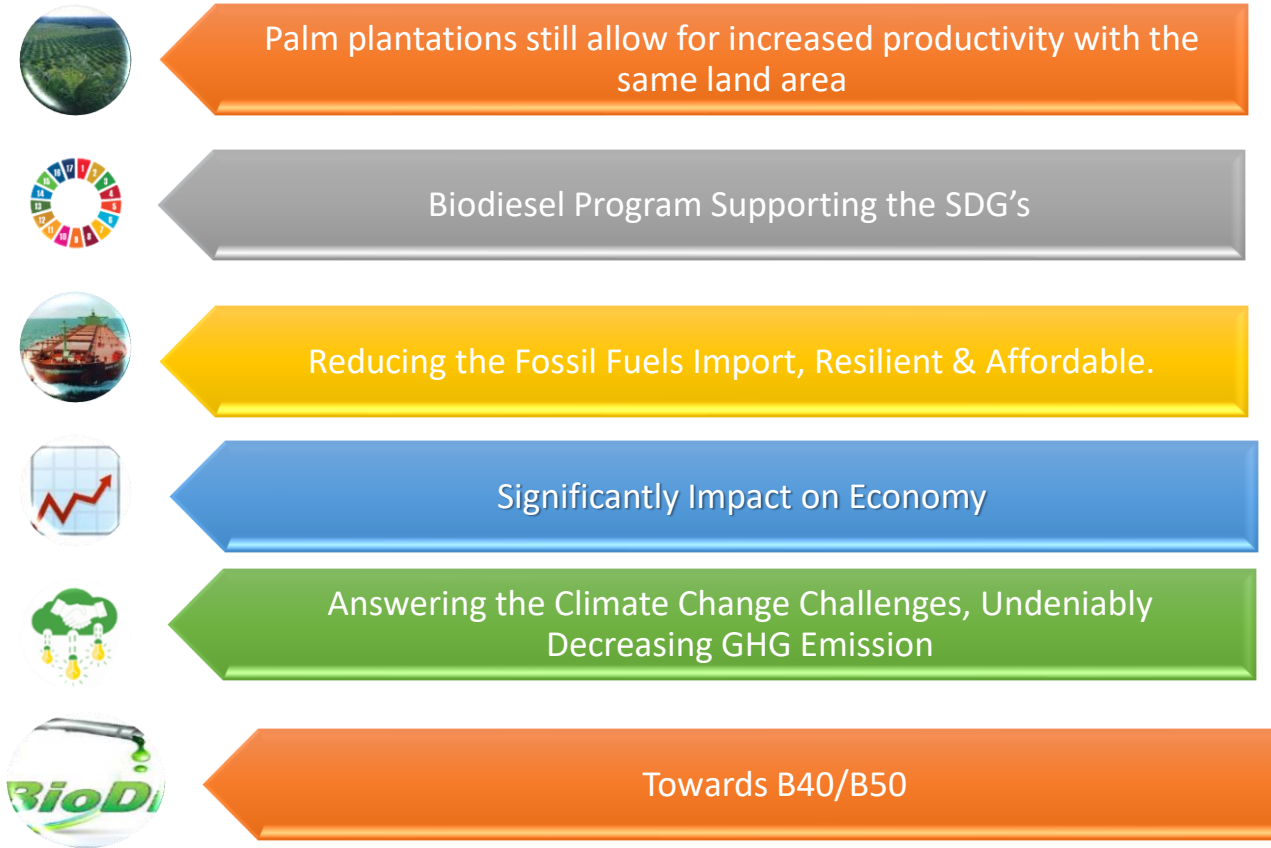 Palm plantations still allow for increased productivity with the
same land area
Biodiesel Program Supporting the SDG’s
Reducing the Fossil Fuels Import, Resilient & Affordable.
Significantly Impact on Economy
Answering the Climate Change Challenges, Undeniably
Decreasing GHG Emission
BioDi
Towards B40/B50